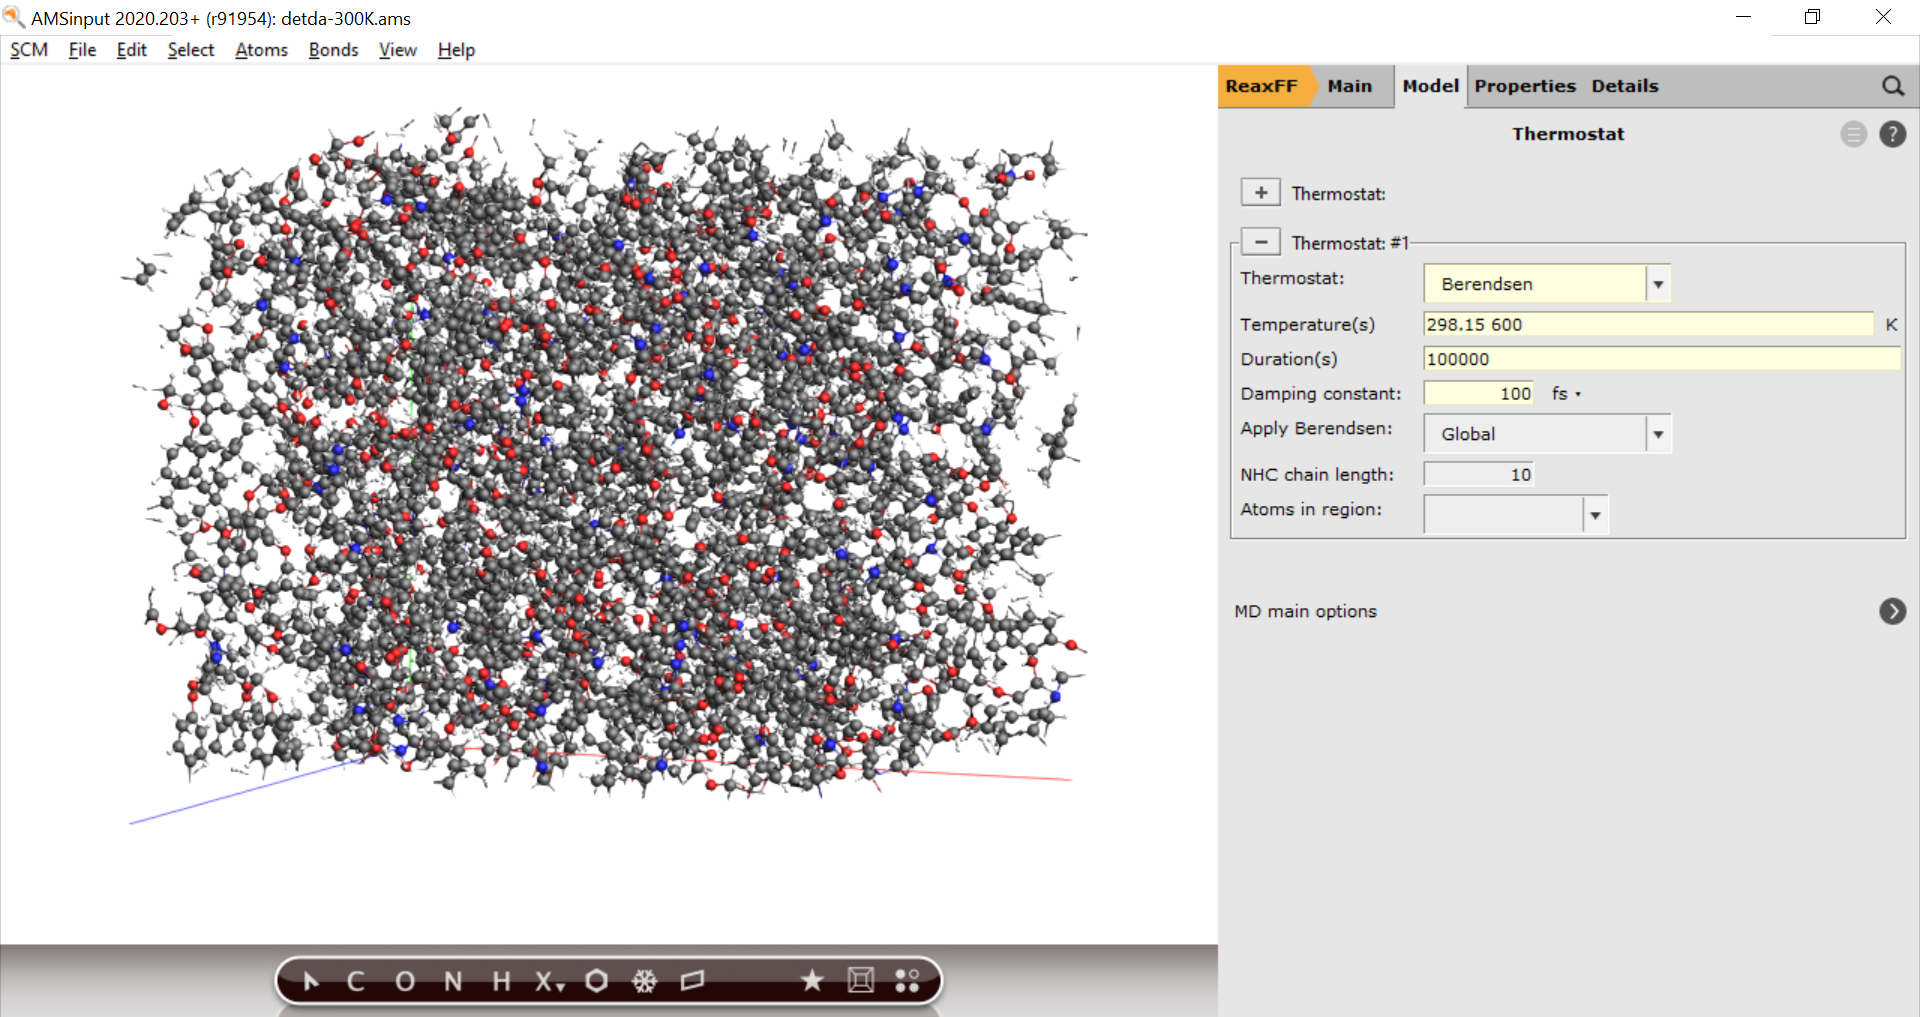 AMSinput 2020.203+ (r91954): detda-300K.ams
SCM File Edit Select Atoms Bonds View Help
ReaxFF Main Model Properties Details
Thermostat
?
+ Thermostat:
− Thermostat: #1
Thermostat: Berendsen
Temperature(s) 298.15 600 K
Duration(s) 100000
Damping constant: 100 fs
Apply Berendsen: Global
NHC chain length: 10
Atoms in region:
MD main options
C O N H X